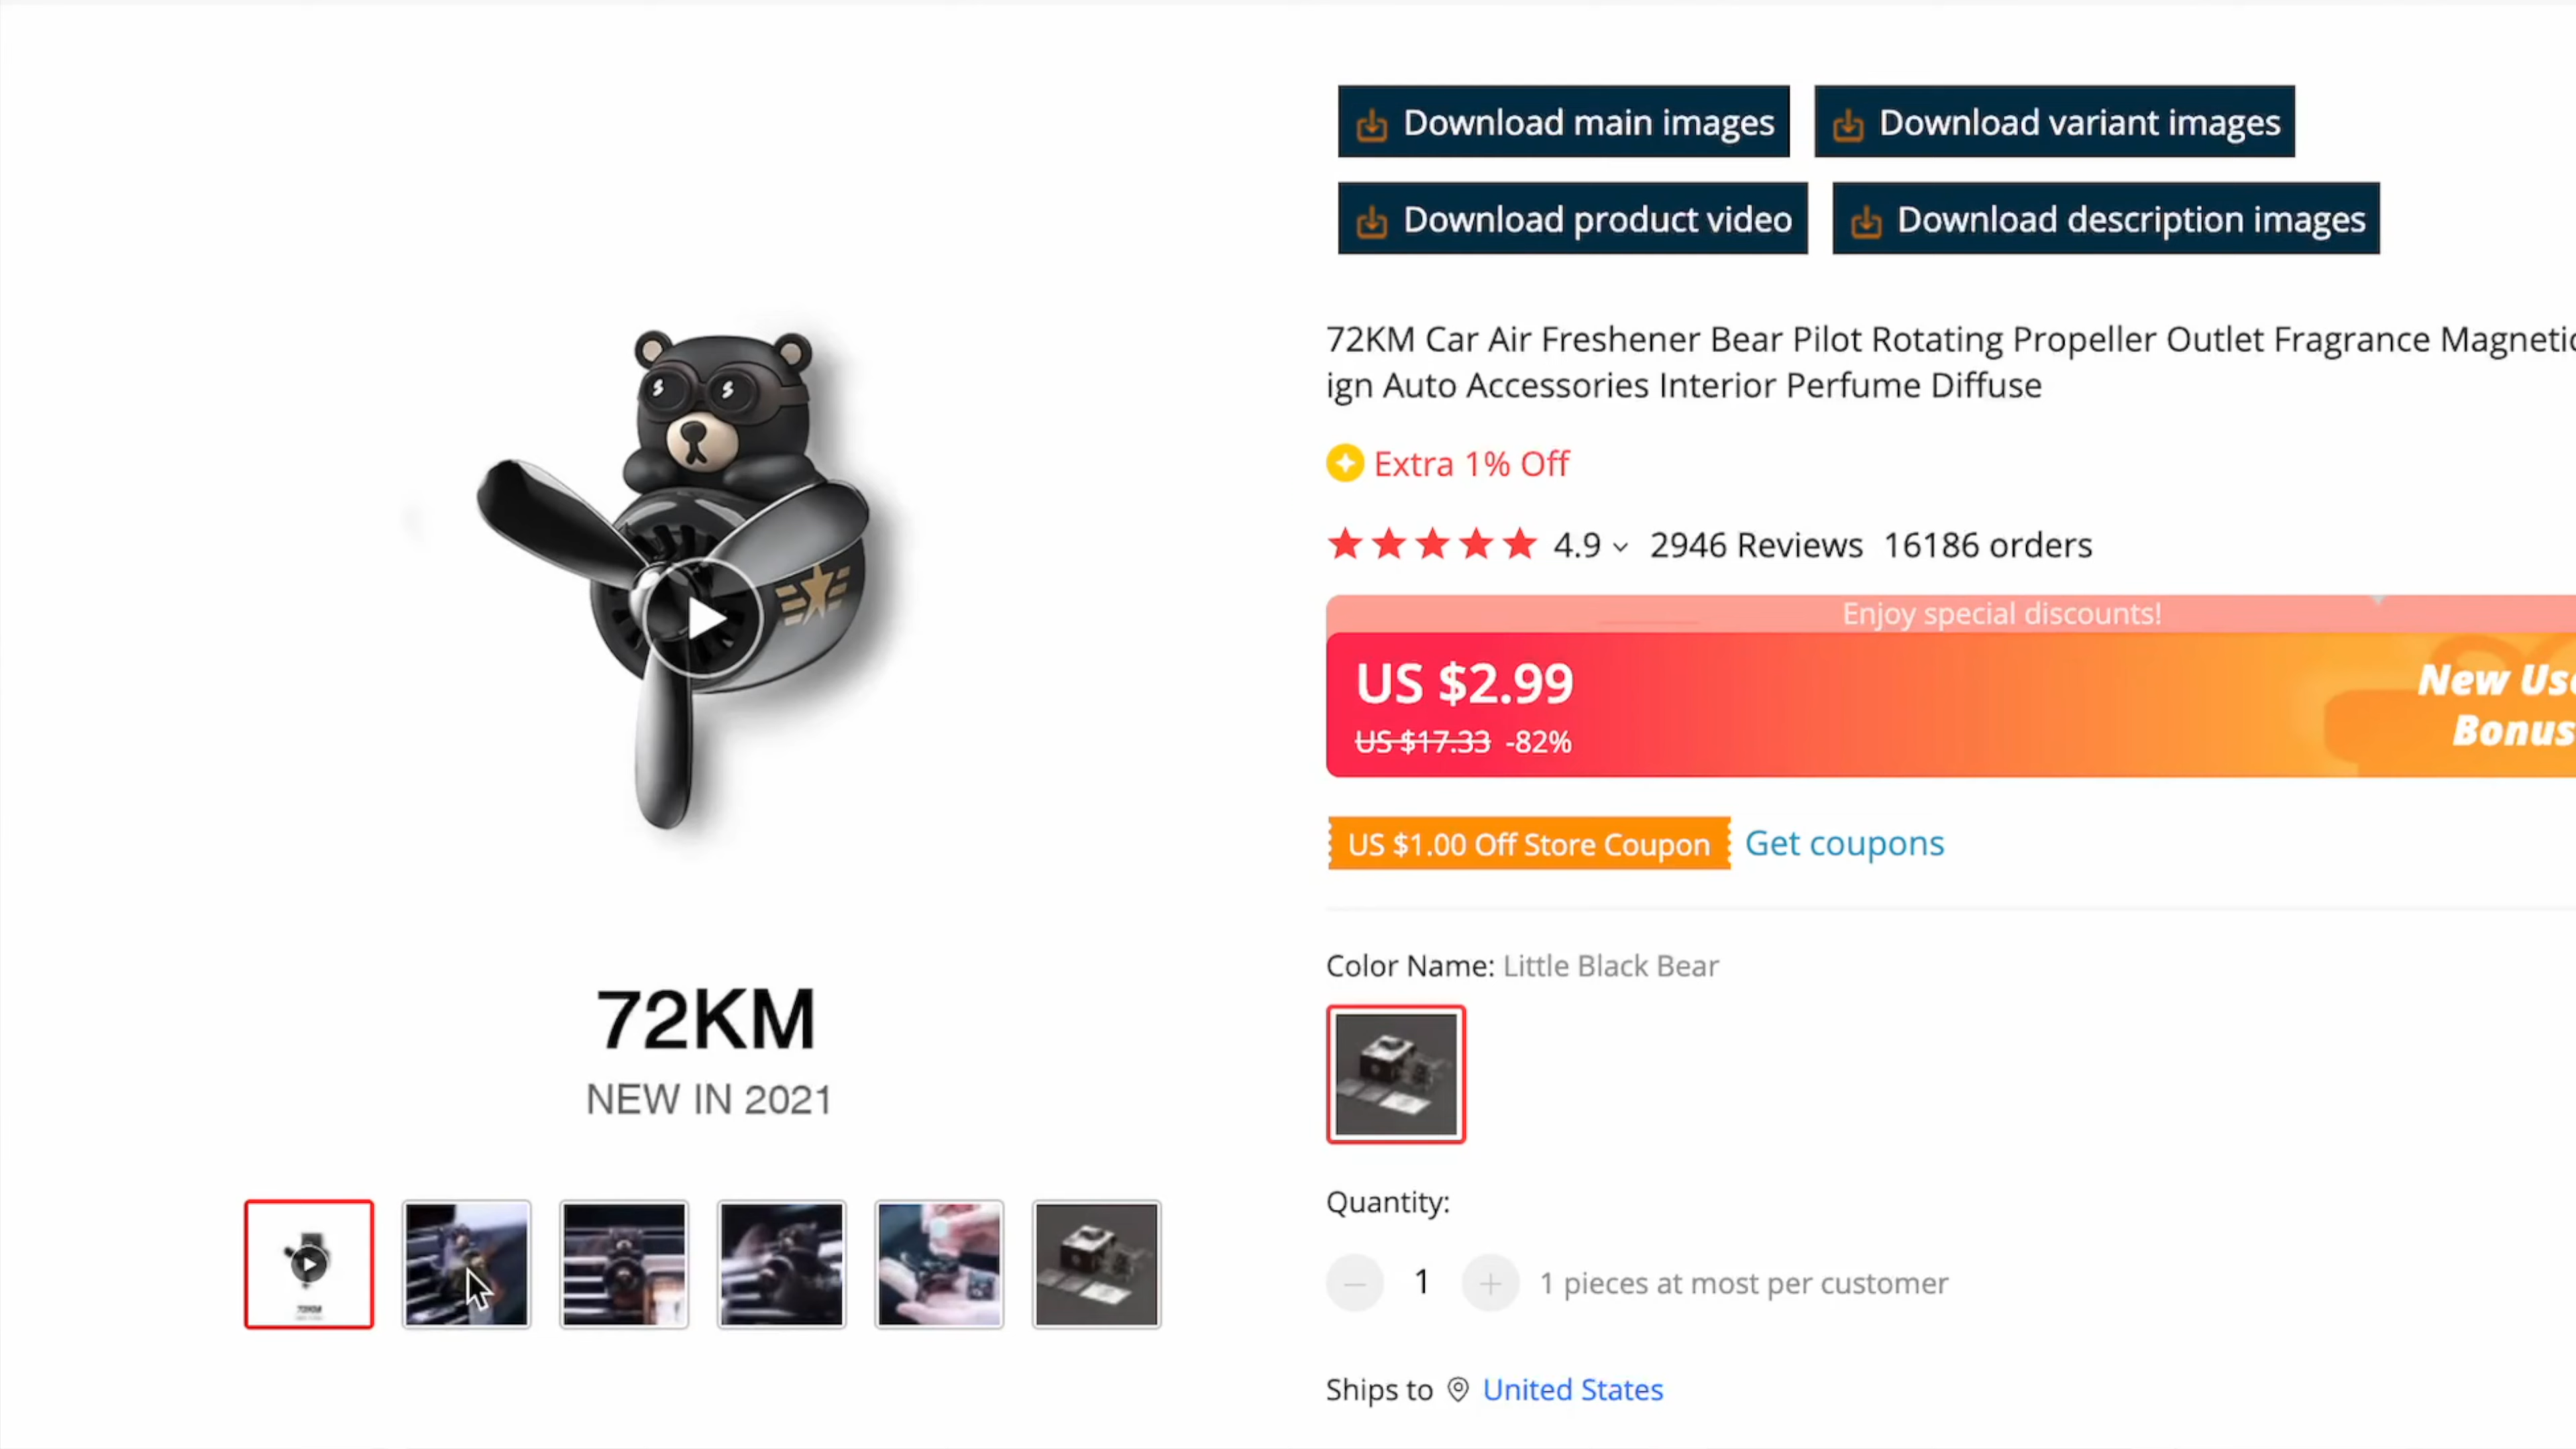 Download main images
Download variant images
Download product video
Download description images
72KM Car Air Freshener Bear Pilot Rotating Propeller Outlet Fragrance Magnetic
ign Auto Accessories Interior Perfume Diffuse
Extra 1% Off
4.9 2946 Reviews 16186 orders
Enjoy special discounts!
US $2.99
US $17.33 -82%
New Use
Bonus
US $1.00 Off Store Coupon Get coupons
Color Name: Little Black Bear
72KM
NEW IN 2021
72KM
Quantity:
1
1 pieces at most per customer
Ships to United States